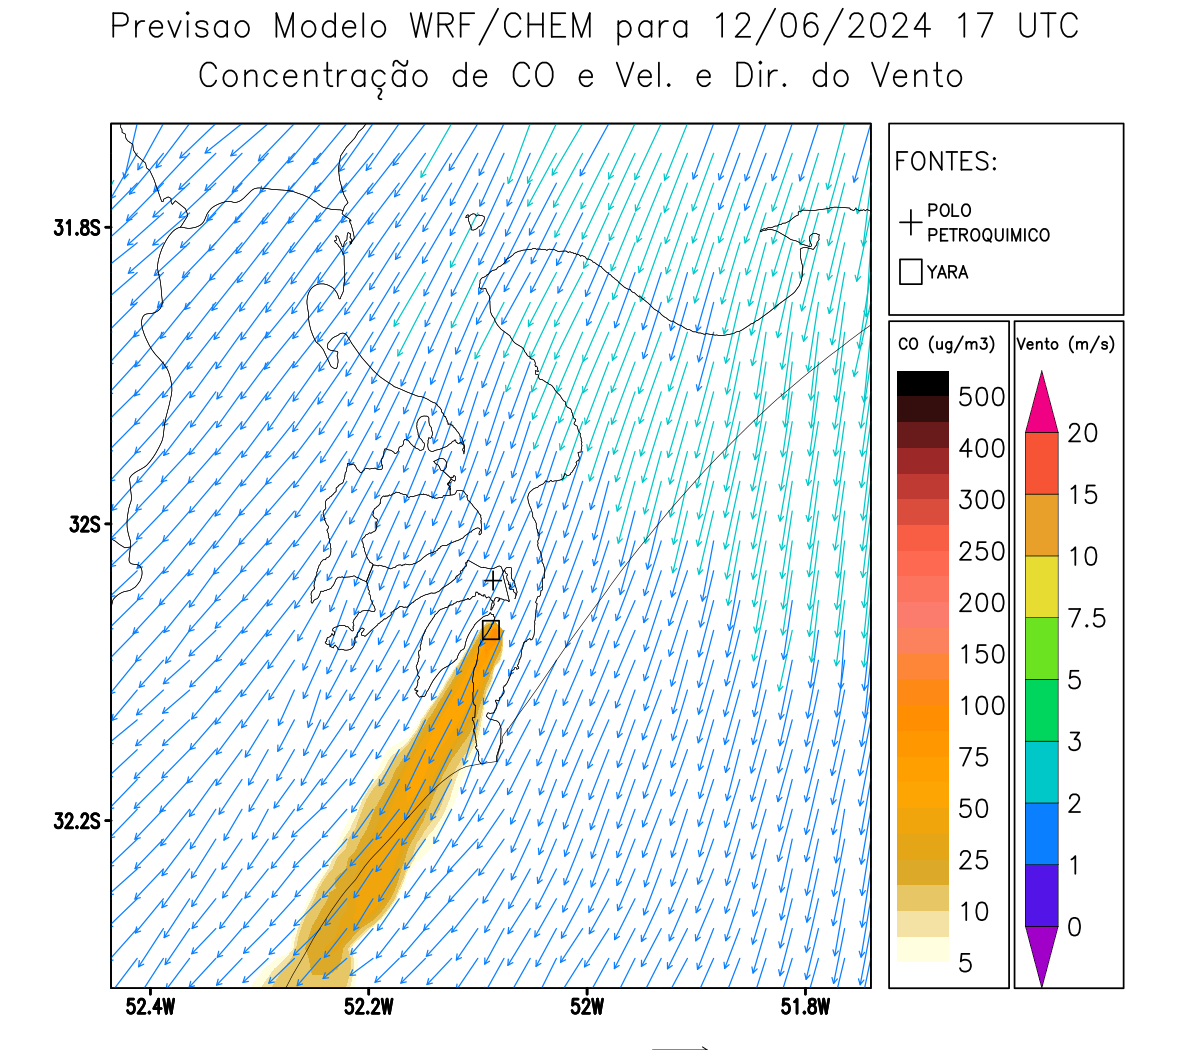 Previsao Modelo WRF/CHEM para 12/06/2024 17 UTC
Concentração de CO e Vel. e Dir. do Vento
FONTES:
POLO
PETROQUIMICO
YARA
31.8S
32S
32.2S
52.4W
52.2W
52W
51.8W
CO (ug/m3)
500
400
300
250
200
150
100
75
50
25
10
5
Vento (m/s)
20
15
10
7.5
5
3
2
1
0